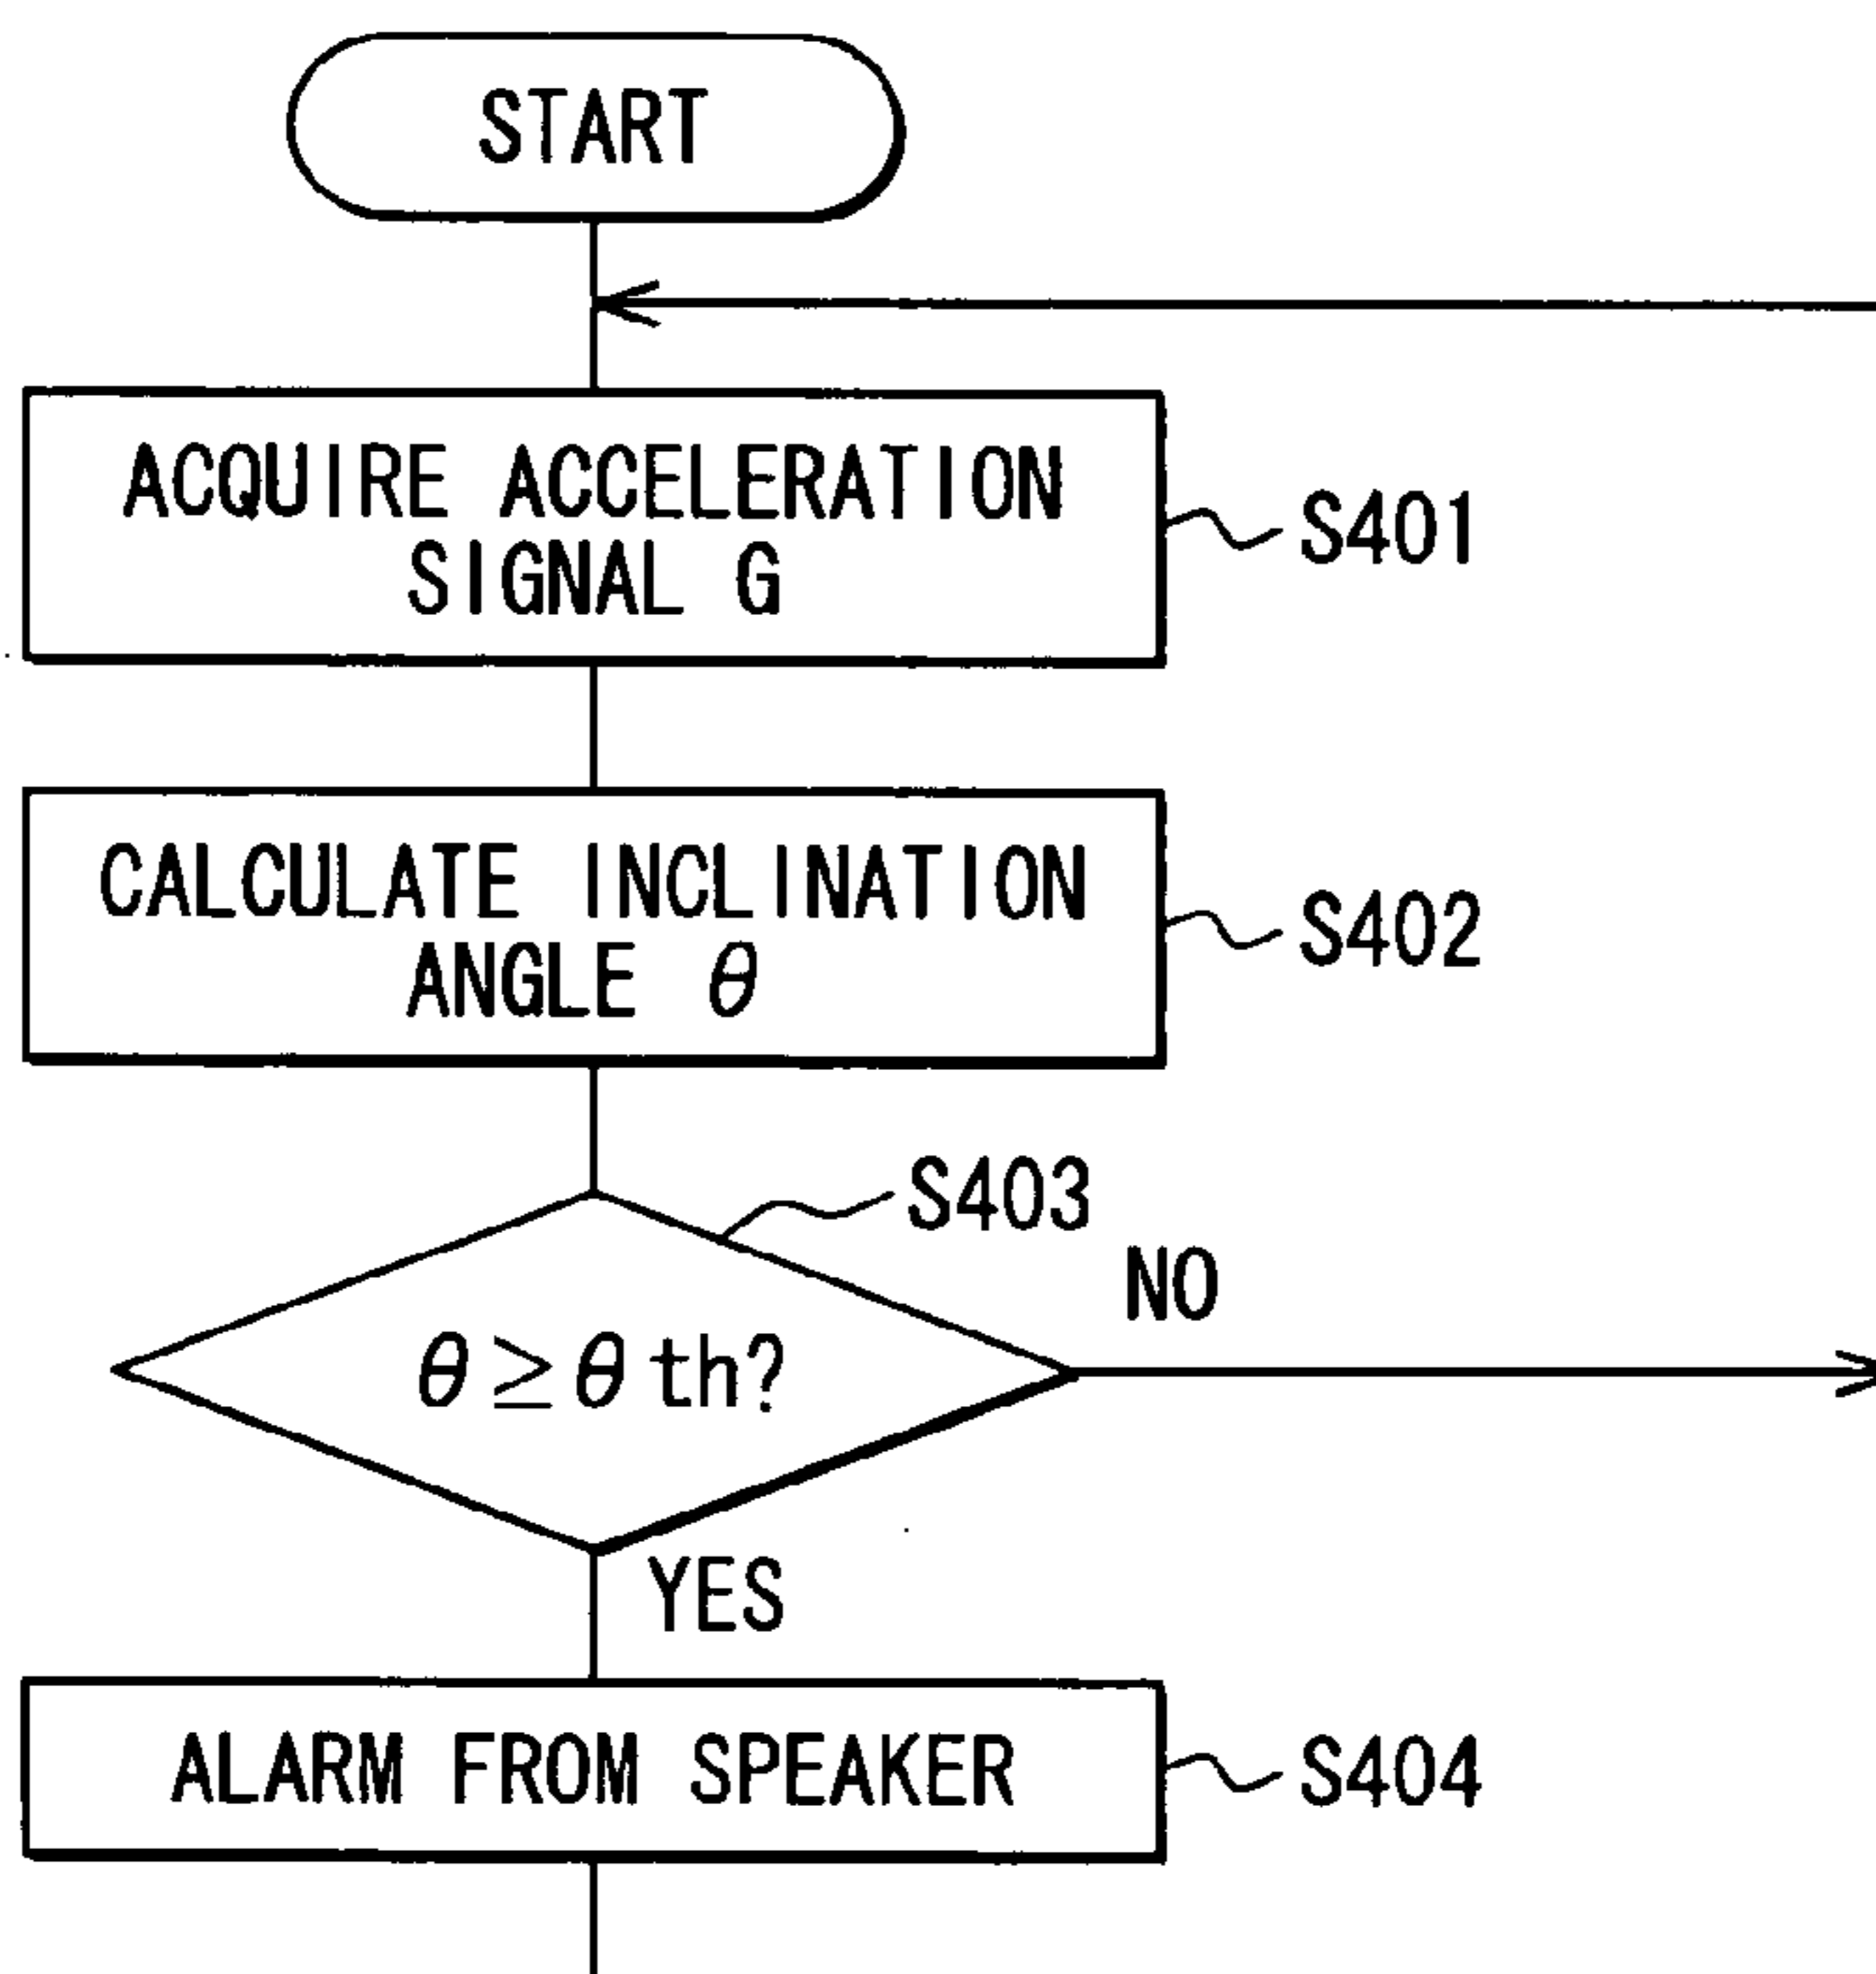 START
ACQUIRE ACCELERATION
SIGNAL G
S401
CALCULATE INCLINATION
ANGLE θ
S402
S403
NO
θ≧θth?
YES
ALARM FROM SPEAKER
S404